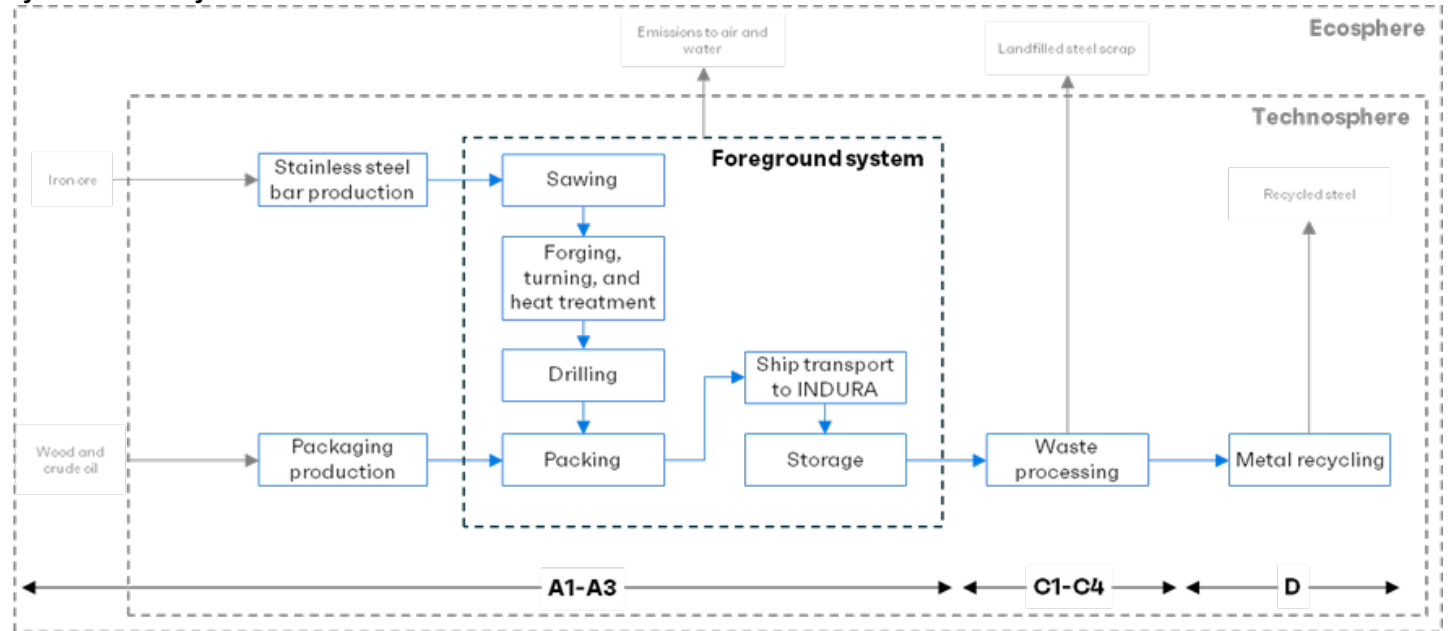 Ecosphere
Emissions to air and
water
Landfilled steel scrap
Technosphere
Foreground system
Iron ore
Stainless steel
bar production
Sawing
Recycled steel
Forging,
turning, and
heat treatment
Drilling
Ship transport
to INDURA
Wood and
crude oil
Packaging
production
Packing
Storage
Waste
processing
Metal recycling
A1-A3
C1-C4
D